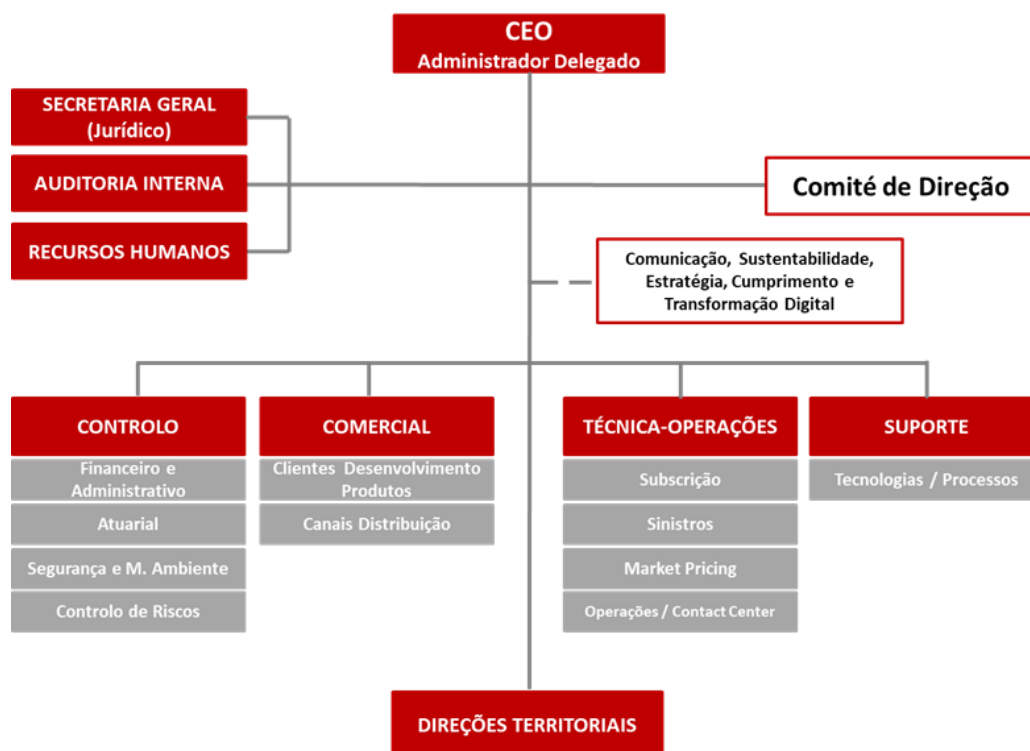 CEO
Administrador Delegado
SECRETARIA GERAL
(Jurídico)
AUDITORIA INTERNA
RECURSOS HUMANOS
Comité de Direção
Comunicação, Sustentabilidade,
Estratégia, Cumprimento e
Transformação Digital
CONTROLO
Financeiro e
Administrativo
Atuarial
Segurança e M. Ambiente
Controlo de Riscos
COMERCIAL
Clientes Desenvolvimento
Produtos
Canais Distribuição
TÉCNICA-OPERAÇÕES
Subscrição
Sinistros
Market Pricing
Operações / Contact Center
SUPORTE
Tecnologias / Processos
DIREÇÕES TERRITORIAIS